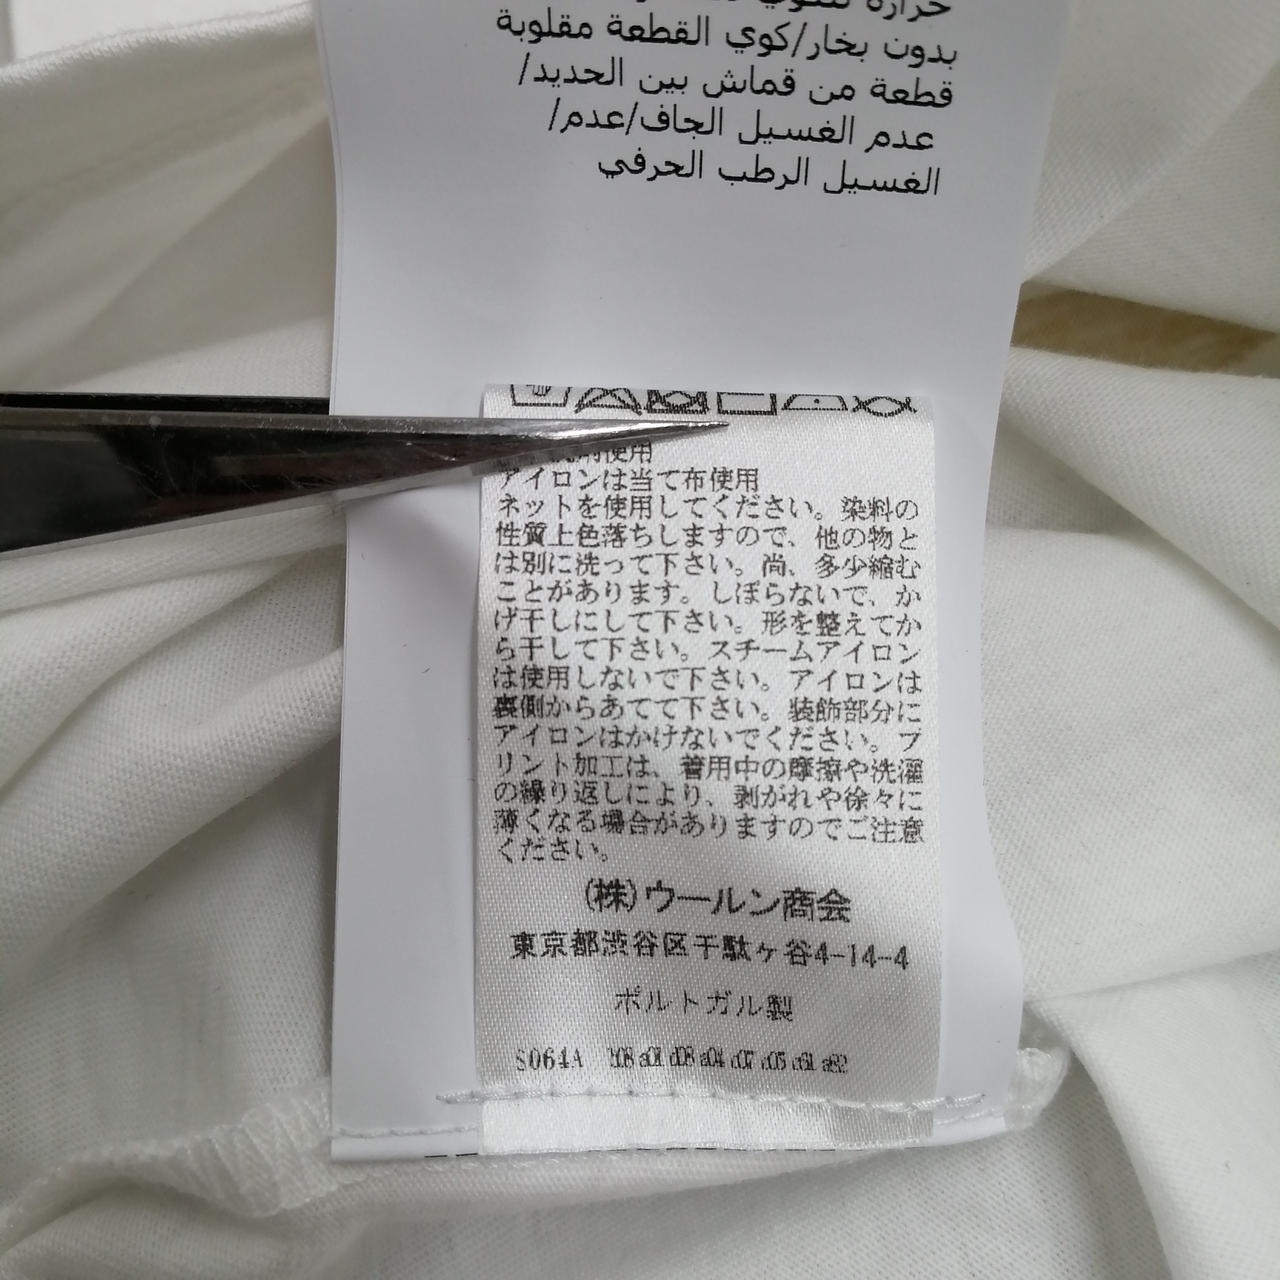 بدون بخار/كوي القطعة مقلوبة
قطعة من قماش بين الحديد/
عدم الغسيل الجاف/عدم/
الغسيل الرطب الحرفي
アイロンは当て布使用
ネットを使用してください。染料の
性質上色落ちしますので、他の物と
は別に洗って下さい。尚、多少縮む
ことがあります。しぼらないで、か
げ干しにして下さい。形を整えてか
ら干して下さい。スチームアイロン
は使用しないで下さい。アイロンは
裏側からあてて下さい。装飾部分に
アイロンはかけないでください。プ
リント加工は、着用中の摩擦や洗濯
の繰り返しにより、剥がれや徐々に
薄くなる場合がありますのでご注意
ください。
(株)ウールン商会
東京都渋谷区千駄ヶ谷4-14-4
ポルトガル製
S064A